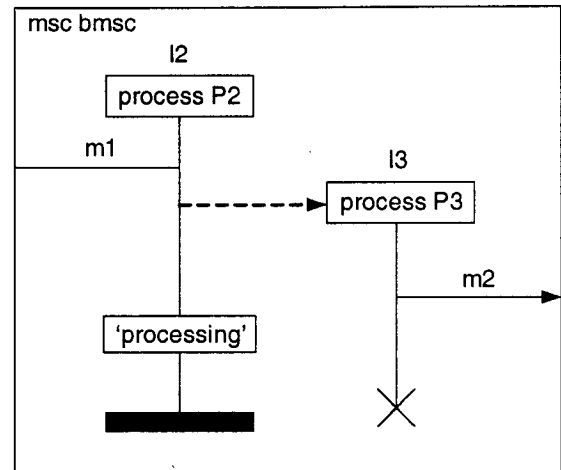 msc bmsc
I2
process P2
m1
I3
process P3
m2
'processing'